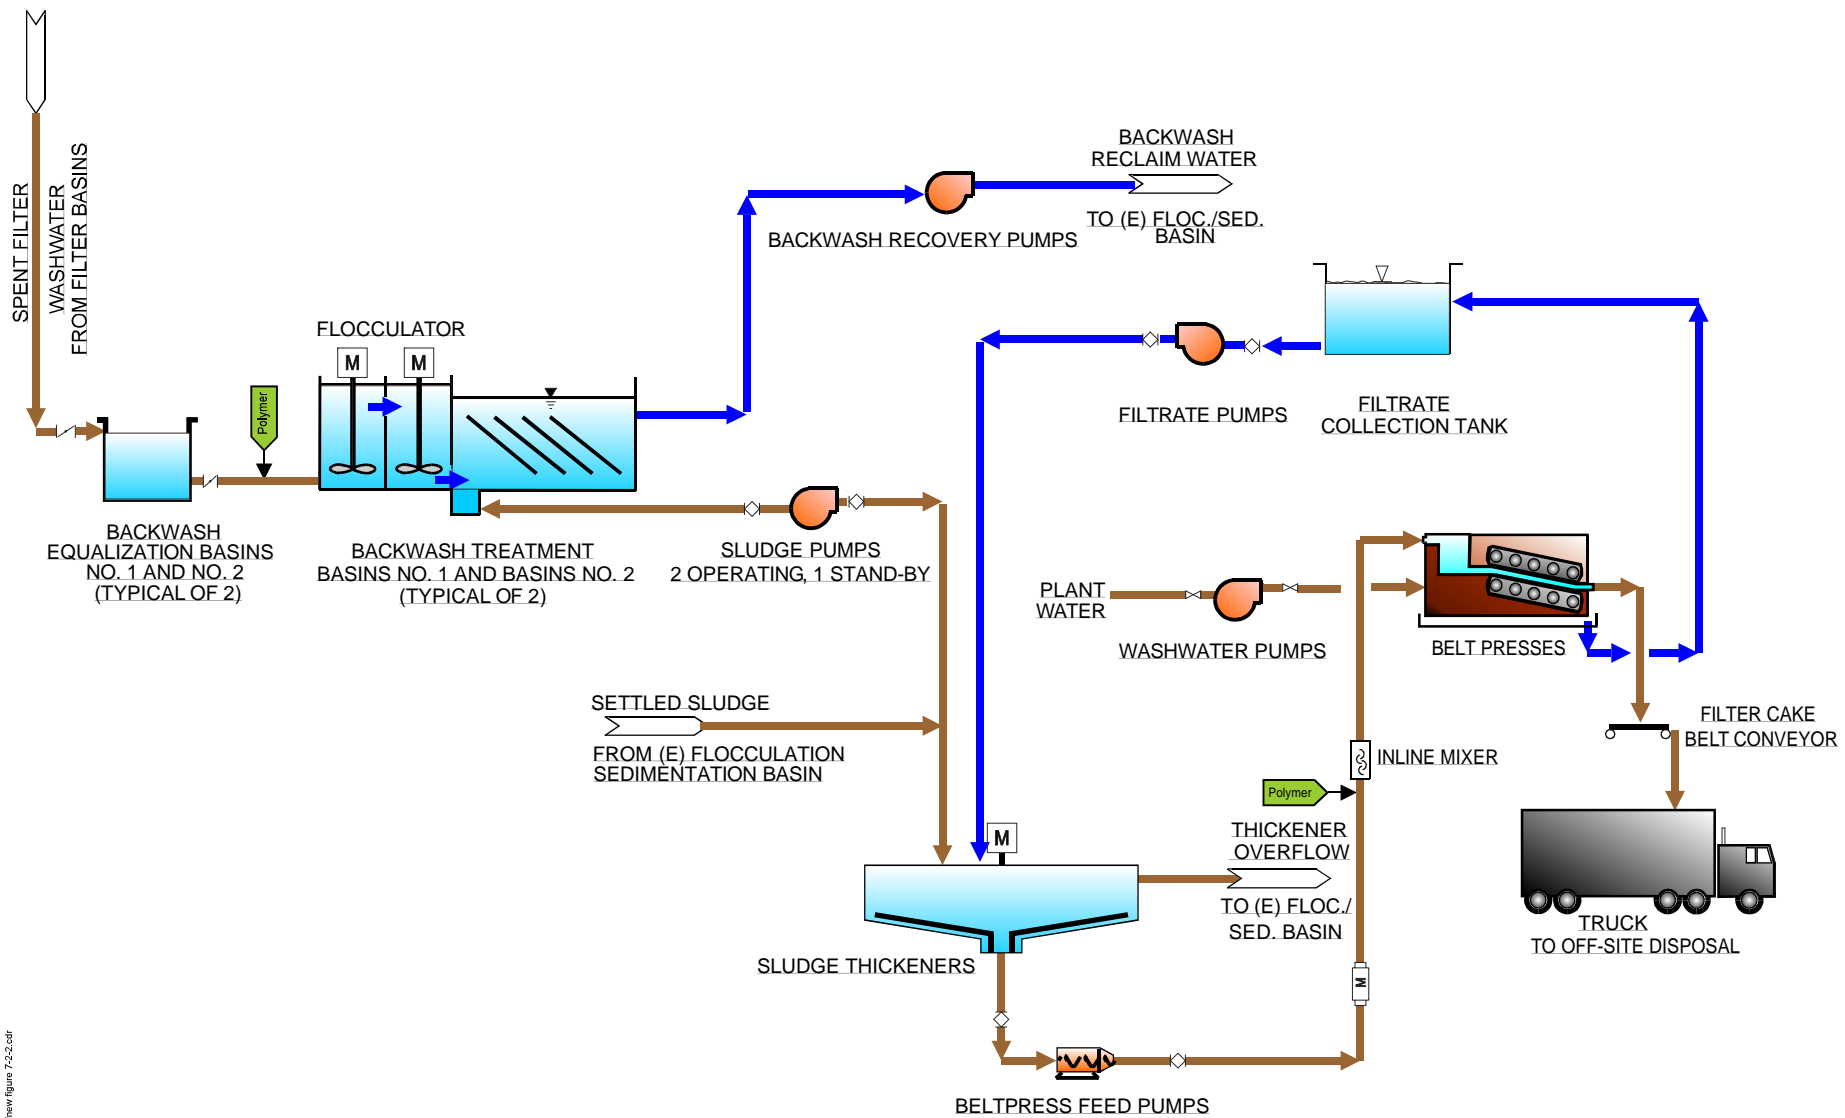 SPENT FILTER
WASHWATER
FROM FILTER BASINS
BACKWASH
RECLAIM WATER
TO (E) FLOC./SED.
BASIN
BACKWASH RECOVERY PUMPS
FLOCCULATOR
M
M
Polymer
FILTRATE PUMPS
FILTRATE
COLLECTION TANK
BACKWASH
EQUALIZATION BASINS
NO. 1 AND NO. 2
(TYPICAL OF 2)
BACKWASH TREATMENT
BASINS NO. 1 AND BASINS NO. 2
(TYPICAL OF 2)
SLUDGE PUMPS
2 OPERATING, 1 STAND-BY
PLANT
WATER
WASHWATER PUMPS
BELT PRESSES
SETTLED SLUDGE
FROM (E) FLOCCULATION
SEDIMENTATION BASIN
FILTER CAKE
BELT CONVEYOR
INLINE MIXER
Polymer
M
THICKENER
OVERFLOW
TO (E) FLOC./
SED. BASIN
TRUCK
TO OFF-SITE DISPOSAL
SLUDGE THICKENERS
M
BELTPRESS FEED PUMPS
new figure 7-2-2.cdr